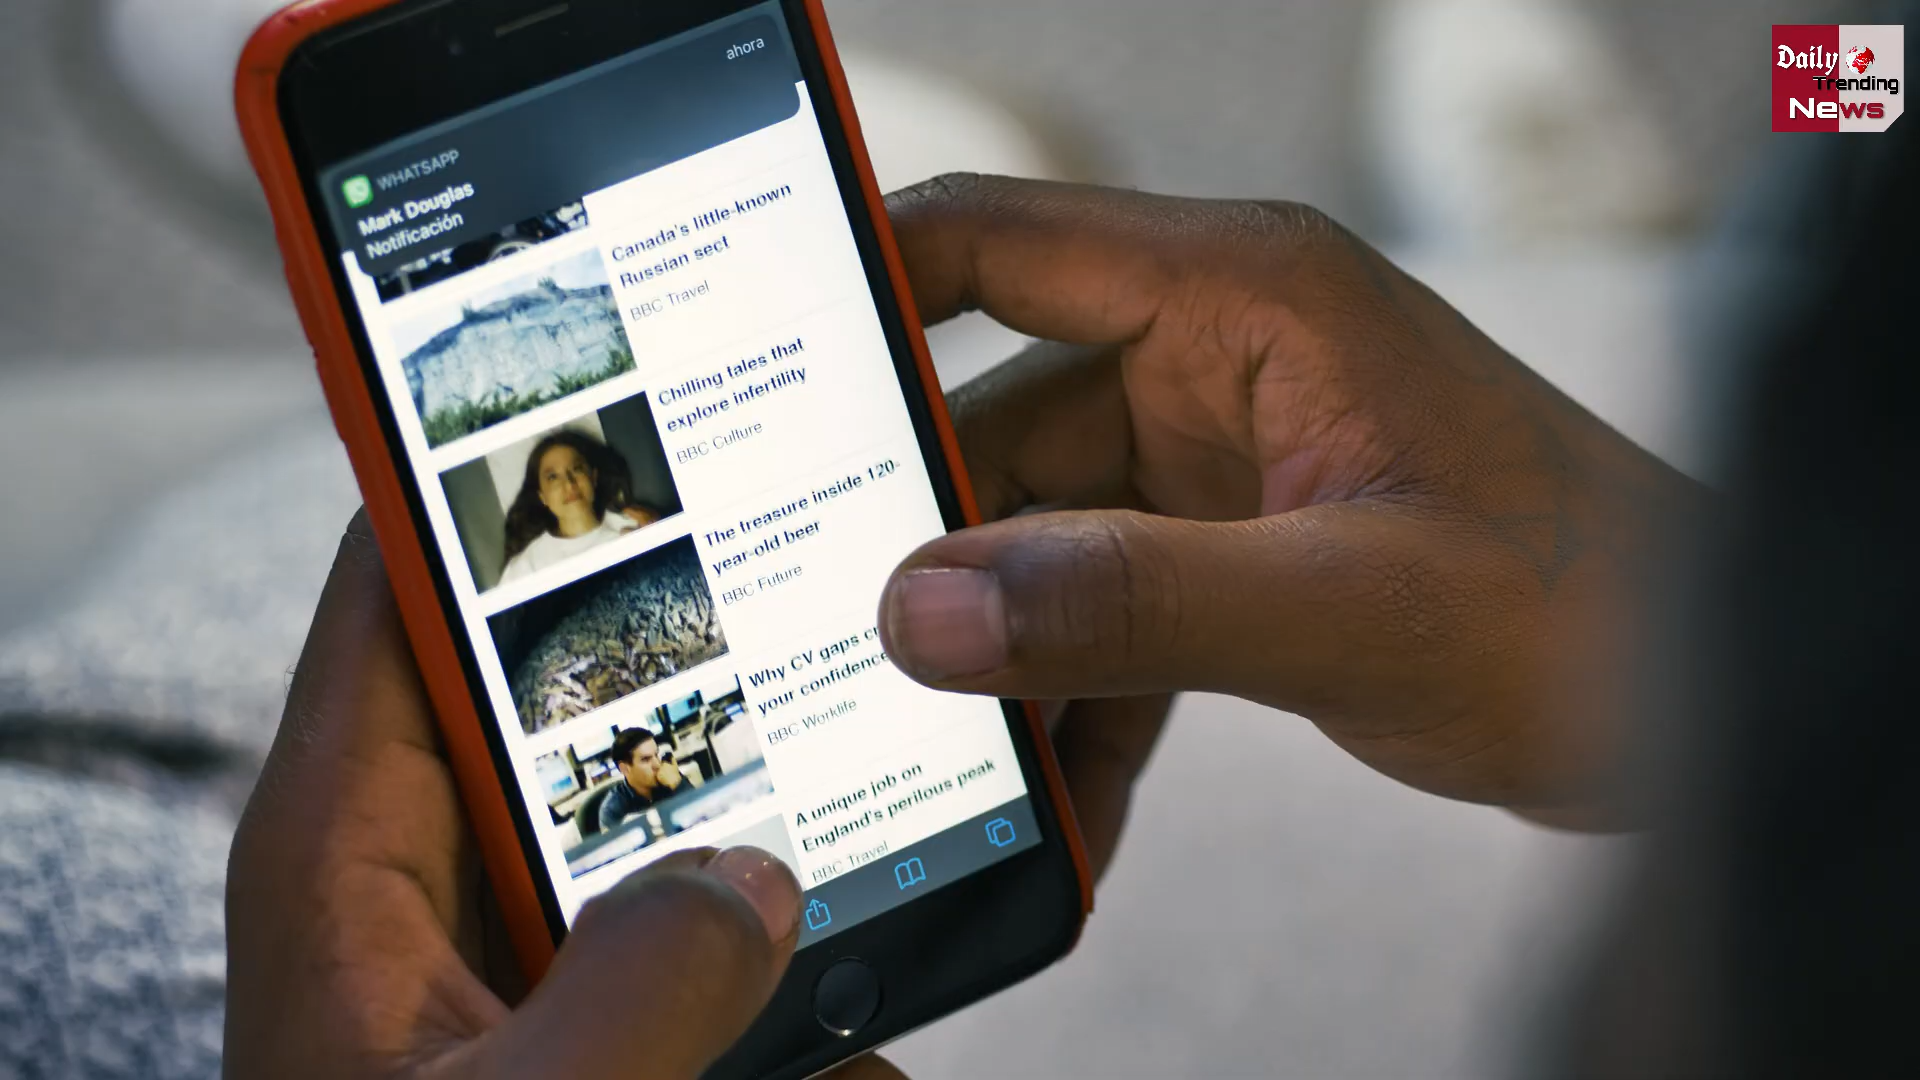 Daily
Trending
News
ahora
WHATSAPP
Mark Douglas
Notificación
Canada's little-known
Russian sect
BBC Travel
Chilling tales that
explore infertility
BBC Culture
The treasure inside 120-
year-old beer
BBC Future
Why CV gaps
your confidence
BBC Worklife
A unique job on
England's perilous peak
BBC Travel